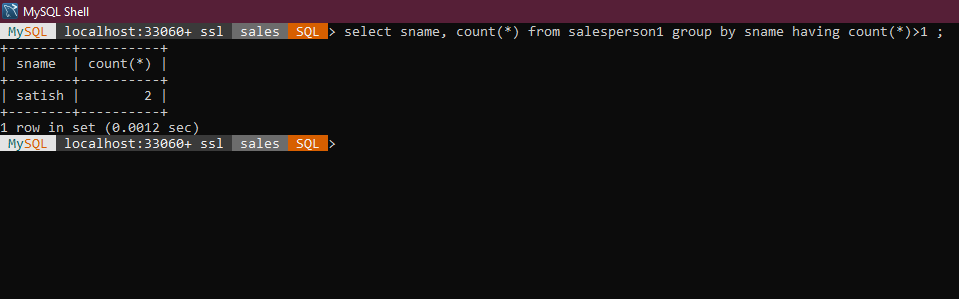 MySQL Shell
MySQL localhost:33060+ ssl sales SQL > select sname, count(*) from salesperson1 group by sname having count(*)>1 ;
+--------+----------+
| sname  | count(*) |
+--------+----------+
| satish |        2 |
+--------+----------+
1 row in set (0.0012 sec)
MySQL localhost:33060+ ssl sales SQL >